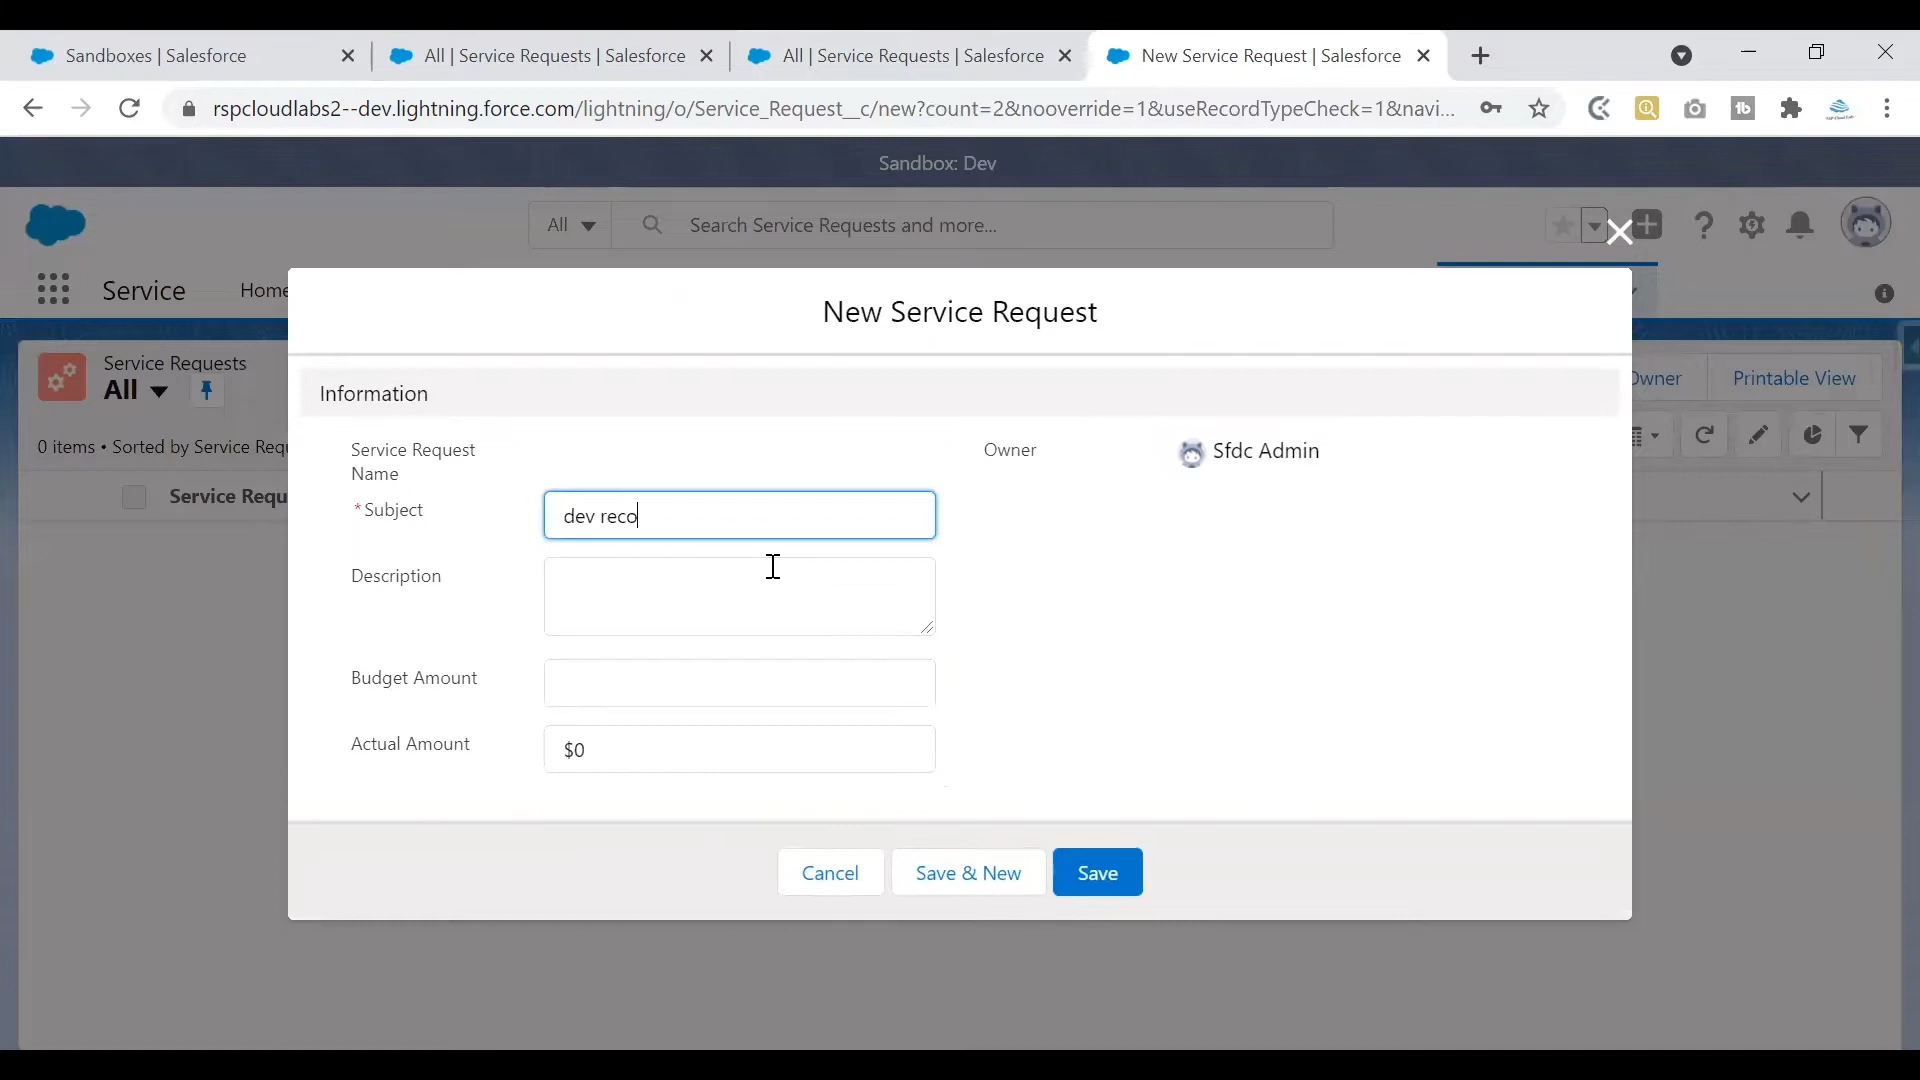 Sandboxes | Salesforce
All | Service Requests | Salesforce
All | Service Requests | Salesforce
New Service Request | Salesforce
rspcloudlabs2--dev.lightning.force.com/lightning/o/Service_Request__c/new?count=2&nooverride=1&useRecordTypeCheck=1&navi...
Sandbox: Dev
All
Search Service Requests and more...
Service
Home
New Service Request
Service Requests
All
Owner
Printable View
0 items • Sorted by Service Requ
Service Requ
Information
Service Request
Name
Owner
Sfdc Admin
*Subject
dev reco
Description
Budget Amount
Actual Amount
$0
Cancel
Save & New
Save